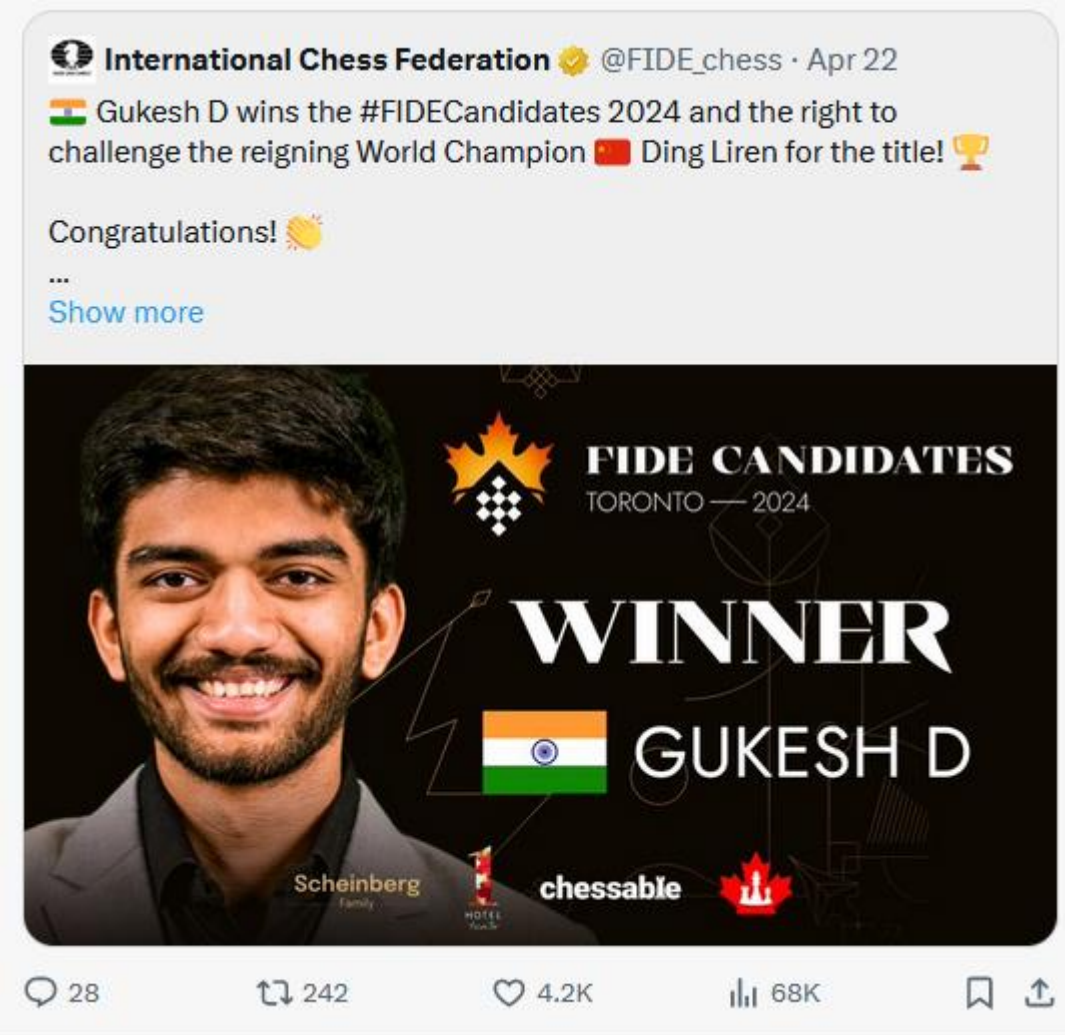 International Chess Federation @FIDE_chess · Apr 22
Gukesh D wins the #FIDECandidates 2024 and the right to
challenge the reigning World Champion Ding Liren for the title!
Congratulations!
...
Show more
FIDE CANDIDATES
TORONTO — 2024
WINNER
GUKESH D
Scheinberg
Family
1
HOTEL
chessable
28 242 4.2K 68K